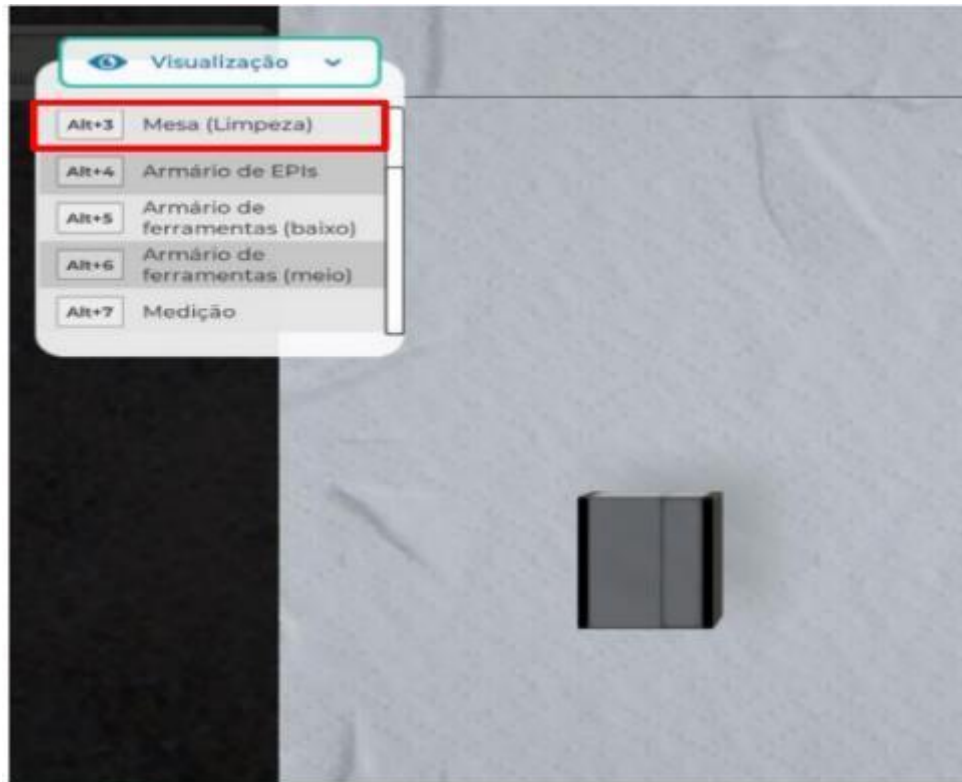 Visualização
Alt+3 Mesa (Limpeza)
Alt+4 Armário de EPIs
Alt+5 Armário de
ferramentas (baixo)
Alt+6 Armário de
ferramentas (meio)
Alt+7 Medição